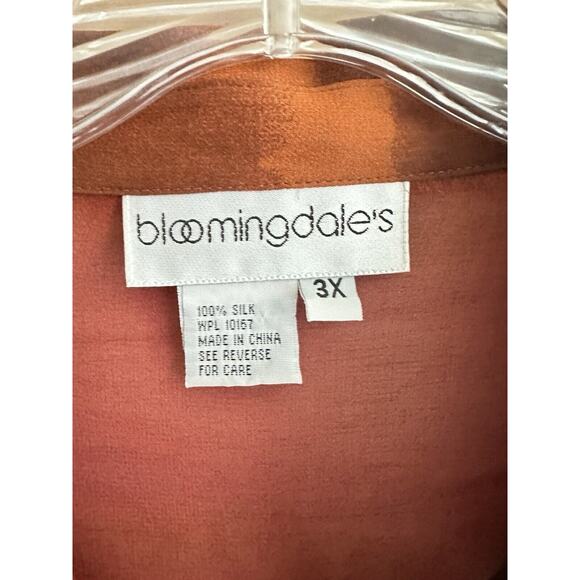 bloomingdale's
3X
100% SILK
WPL 10167
MADE IN CHINA
SEE REVERSE
FOR CARE